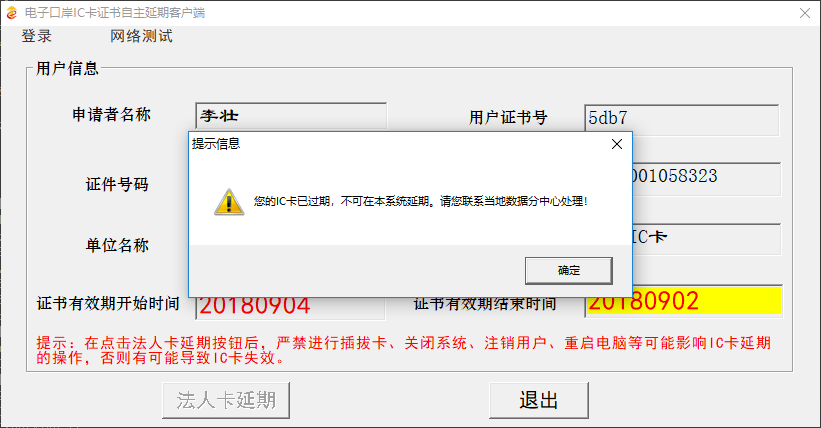 电子口岸IC卡证书自主延期客户端
登录 网络测试
用户信息
申请者名称 李壮 用户证书号 5db7
提示信息
证件号码 001058323
您的IC卡已过期，不可在本系统延期。请您联系当地数据分中心处理！
单位名称 IC卡
确定
证书有效期开始时间 20180904 证书有效期结束时间 20180902
提示：在点击法人卡延期按钮后，严禁进行插拔卡、关闭系统、注销用户、重启电脑等可能影响IC卡延期
的操作，否则有可能导致IC卡失效。
法人卡延期 退出